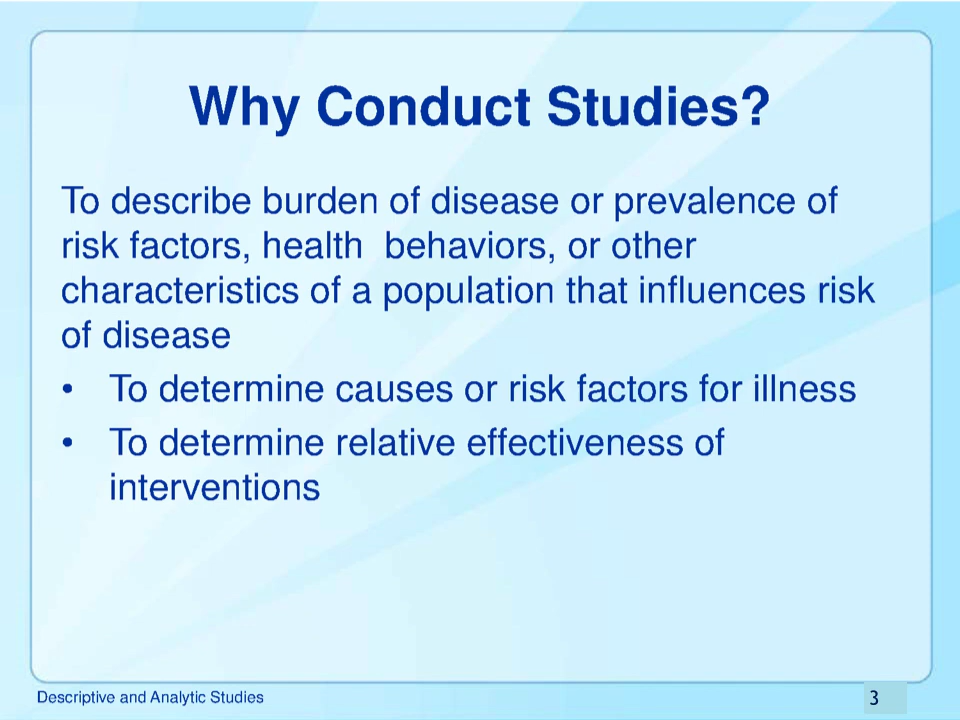 Why Conduct Studies?
To describe burden of disease or prevalence of
risk factors, health  behaviors, or other
characteristics of a population that influences risk
of disease
• To determine causes or risk factors for illness
• To determine relative effectiveness of
interventions
Descriptive and Analytic Studies
3